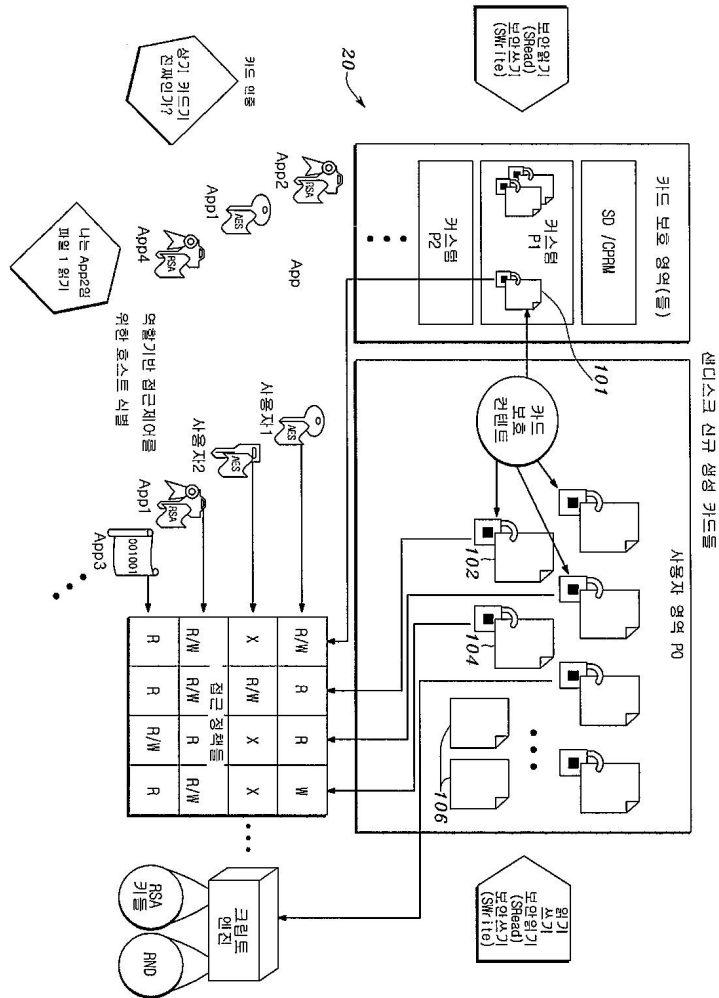 샌디스크 신규 생성 카드들
보안읽기
(SRead)
보안쓰기
(SWrite)
카드 보호 영역(들)
SD /CPRM
커스텀
P1
커스텀
P2
101
20
사용자 영역 P0
카드
보호
컨텐트
102
104
106
읽기
쓰기
보안읽기
(SRead)
보안쓰기
(SWrite)
카드 인증
상기 카드가
진짜인가?
RSA
App2
AES
App1
App
RSA
App4
나는 App2임
파일 1 읽기
역할기반 접근제어를
위한 호스트 식별
AES
사용자1
AES
사용자2
RSA
App1
001001
App3
R/W R R W
X R/W X X
접근 정책들
R/W R/W R R/W
R R R/W R
크립토
엔진
RSA
키들
RND